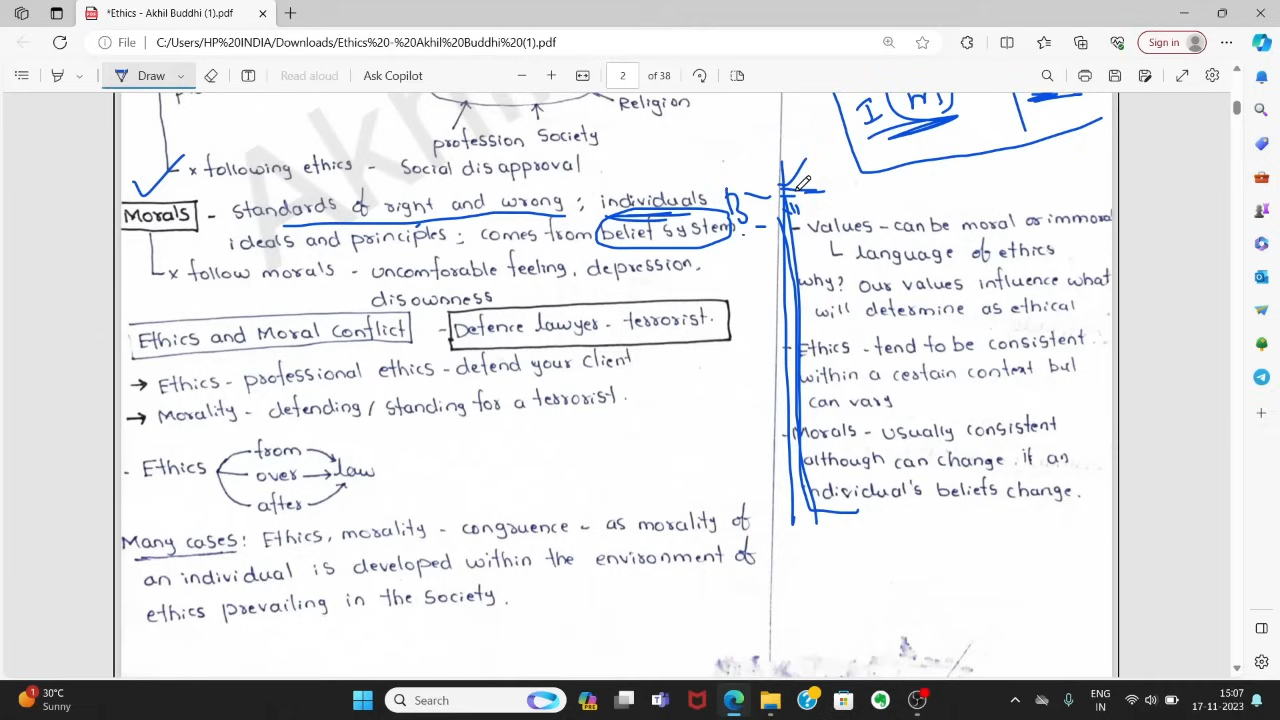 *Ethics - Akhil Buddhi (1).pdf
File
C:/Users/HP%20INDIA/Downloads/Ethics%20-%20Akhil%20Buddhi%20(1).pdf
Sign in
Draw
Read aloud
Ask Copilot
2
of 38
Akhi
Religion
profession Society
x following ethics - Social disapproval
Morals - standards of right and wrong ; individuals
ideals and principles ; comes from belief system.
x follow morals - uncomforable feeling, depression,
disownness
Ethics and Moral conflict - Defence lawyer - terrorist.
→ Ethics - professional ethics - defend your client
→ Morality - defending / standing for a terrorist.
from
- Ethics over → law
after
Many cases : Ethics, morality - congruence - as morality of
an individual is developed within the environment of
ethics prevailing in the society.
- Values - can be moral or immoral
language of ethics
why? Our values influence what
will determine as ethical
- Ethics - tend to be consistent
within a certain context but
can vary
- Morals - usually consistent
although can change if an
individual's beliefs change.
1
30°C
Sunny
Search
PRE
ENG
IN
15:07
17-11-2023